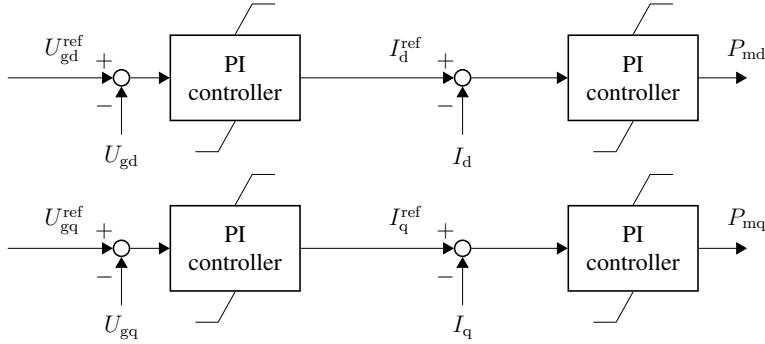 U_gd^ref
+
−
U_gd
PI
controller
I_d^ref
+
−
I_d
PI
controller
P_md
U_gq^ref
+
−
U_gq
PI
controller
I_q^ref
+
−
I_q
PI
controller
P_mq